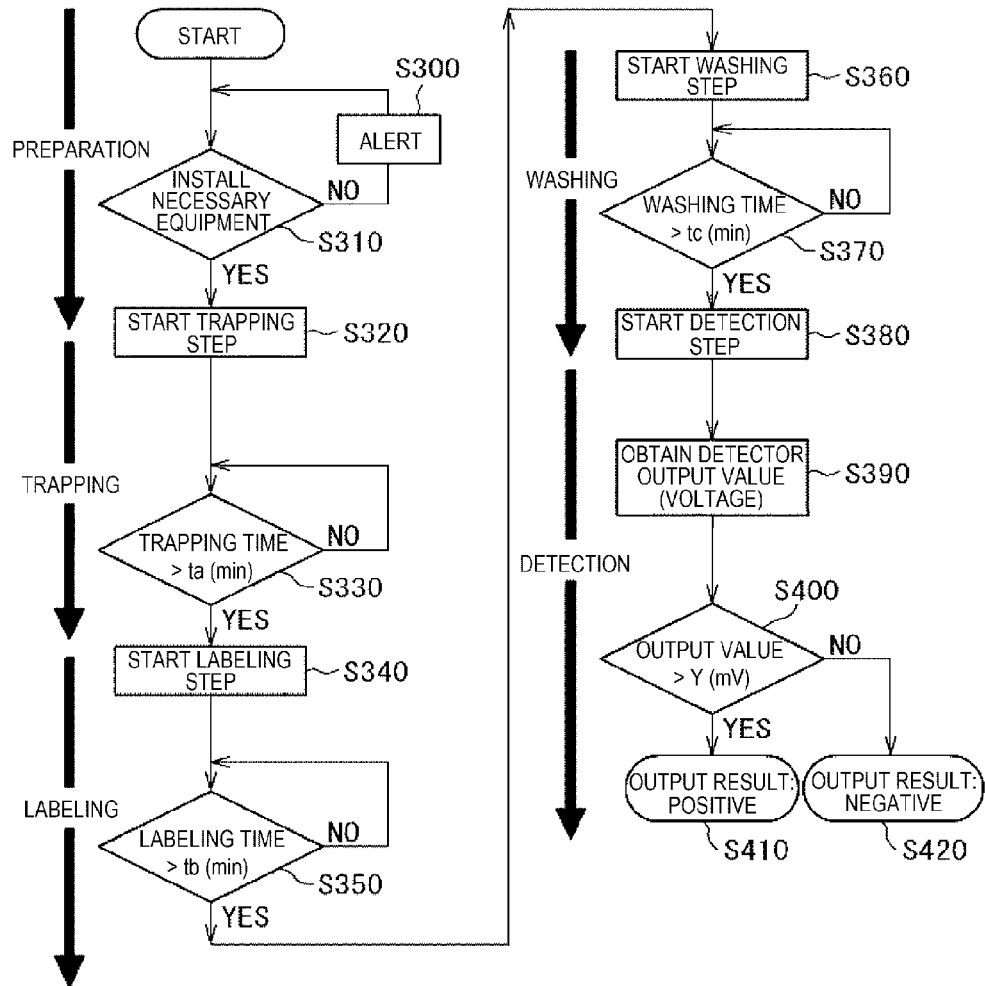 START
S300
ALERT
PREPARATION
INSTALL
NECESSARY
EQUIPMENT
NO
S310
YES
START TRAPPING
STEP
S320
TRAPPING
TRAPPING TIME
> ta (min)
NO
S330
YES
START LABELING
STEP
S340
LABELING
LABELING TIME
> tb (min)
NO
S350
YES
START WASHING
STEP
S360
WASHING
WASHING TIME
> tc (min)
NO
S370
YES
START DETECTION
STEP
S380
OBTAIN DETECTOR
OUTPUT VALUE
(VOLTAGE)
S390
DETECTION
S400
OUTPUT VALUE
> Y (mV)
NO
YES
OUTPUT RESULT:
POSITIVE
S410
OUTPUT RESULT:
NEGATIVE
S420